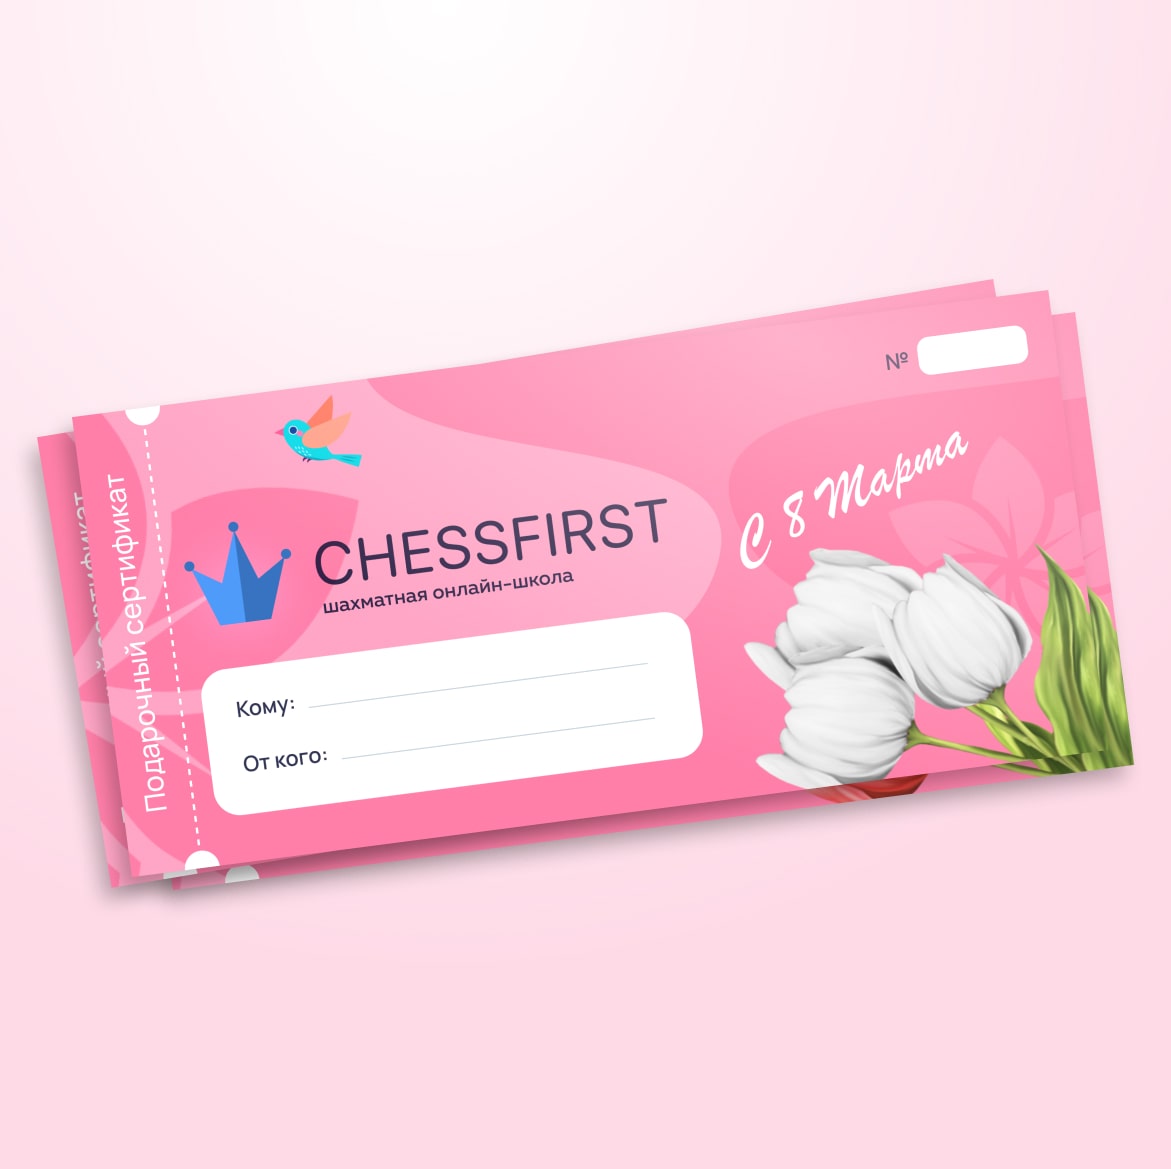 Подарочный сертификат
№
CHESSFIRST
шахматная онлайн-школа
С 8 Марта
Кому:
От кого: